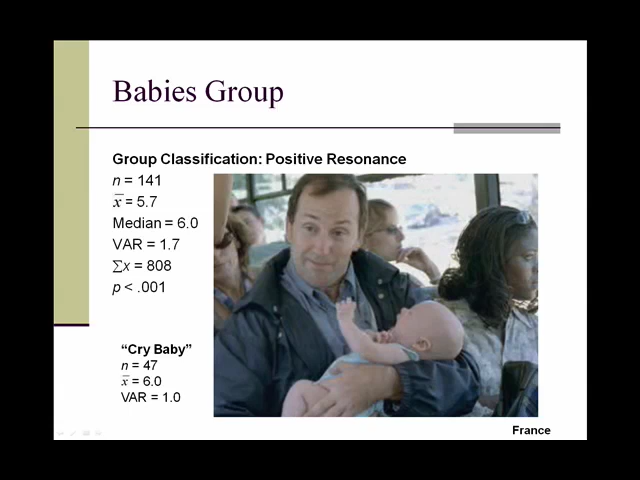 Babies Group
Group Classification: Positive Resonance
n = 141
x̅ = 5.7
Median = 6.0
VAR = 1.7
∑x = 808
p < .001
“Cry Baby”
n = 47
x̅ = 6.0
VAR = 1.0
France